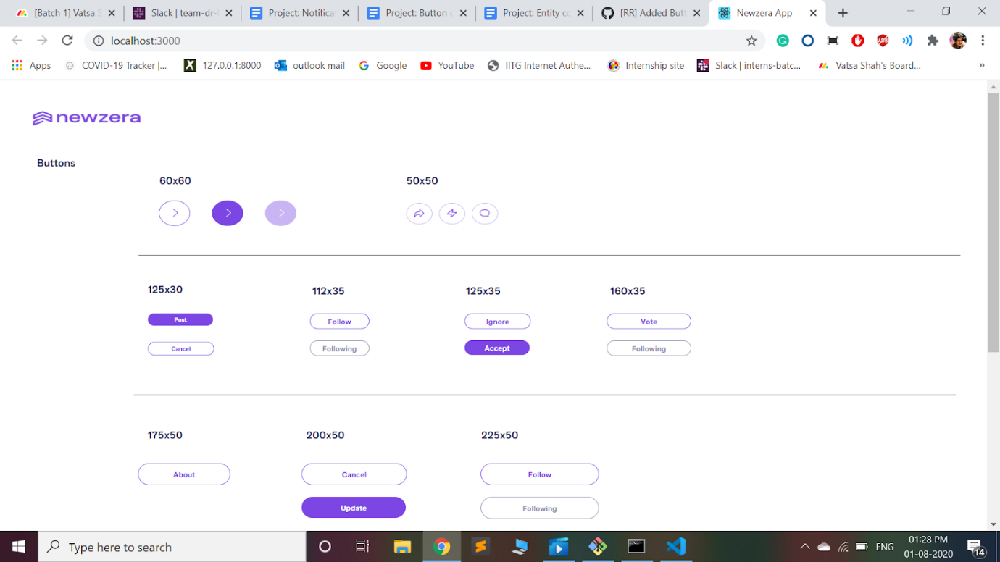 [Batch 1] Vatsa S
Slack | team-dr-
Project: Notifica
Project: Button c
Project: Entity co
[RR] Added Butt
Newzera App
localhost:3000
Apps
COVID-19 Tracker |...
127.0.0.1:8000
outlook mail
Google
YouTube
IITG Internet Authe...
Internship site
Slack | interns-batc...
Vatsa Shah's Board...
»
newzera
Buttons
60x60
50x50
125x30
112x35
125x35
160x35
Post
Follow
Ignore
Vote
Cancel
Following
Accept
Following
175x50
200x50
225x50
About
Cancel
Follow
Update
Following
Type here to search
ENG
01:28 PM
01-08-2020
14